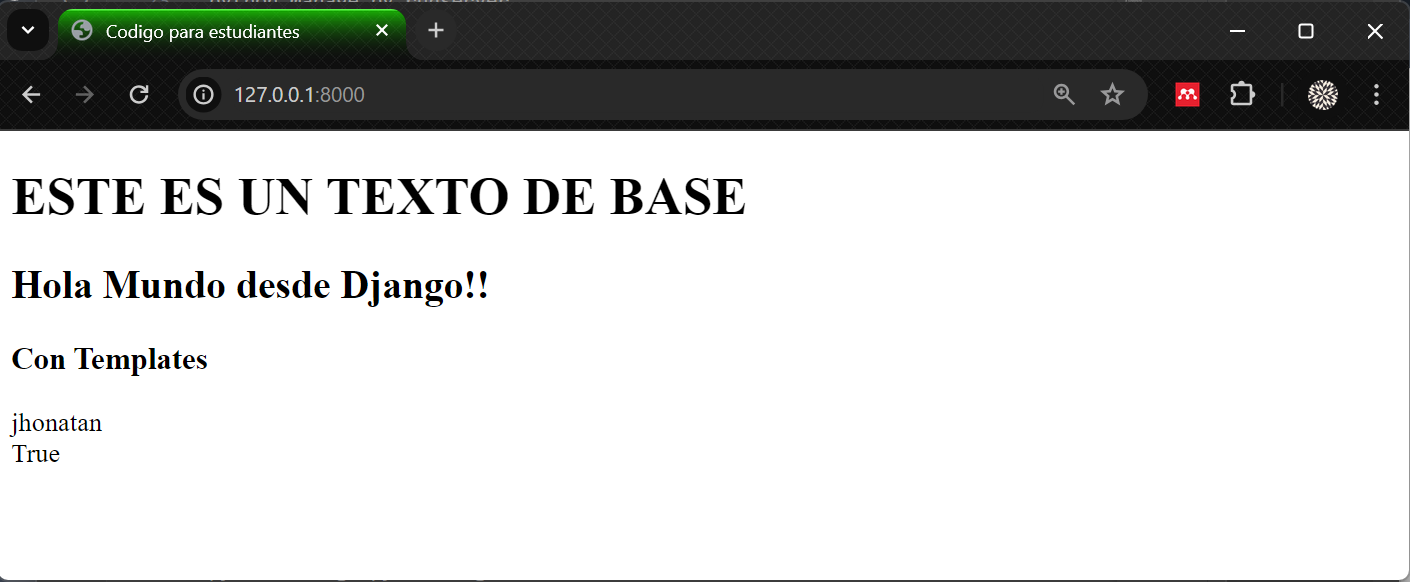 Codigo para estudiantes
127.0.0.1:8000
ESTE ES UN TEXTO DE BASE
Hola Mundo desde Django!!
Con Templates
jhonatan
True